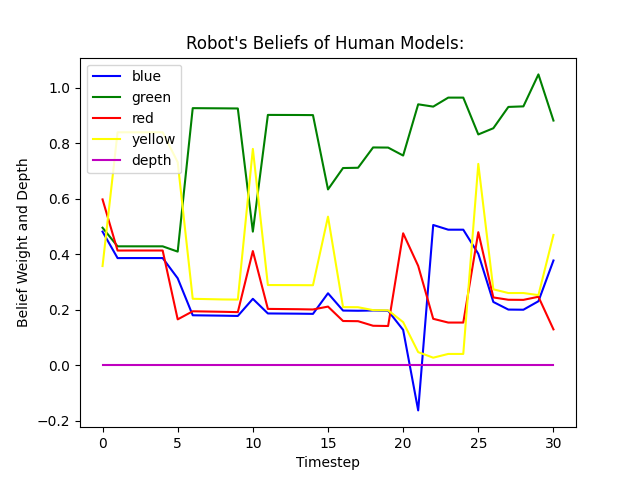 Robot's Beliefs of Human Models:
blue
green
red
yellow
depth
Belief Weight and Depth
1.0
0.8
0.6
0.4
0.2
0.0
−0.2
0 5 10 15 20 25 30
Timestep